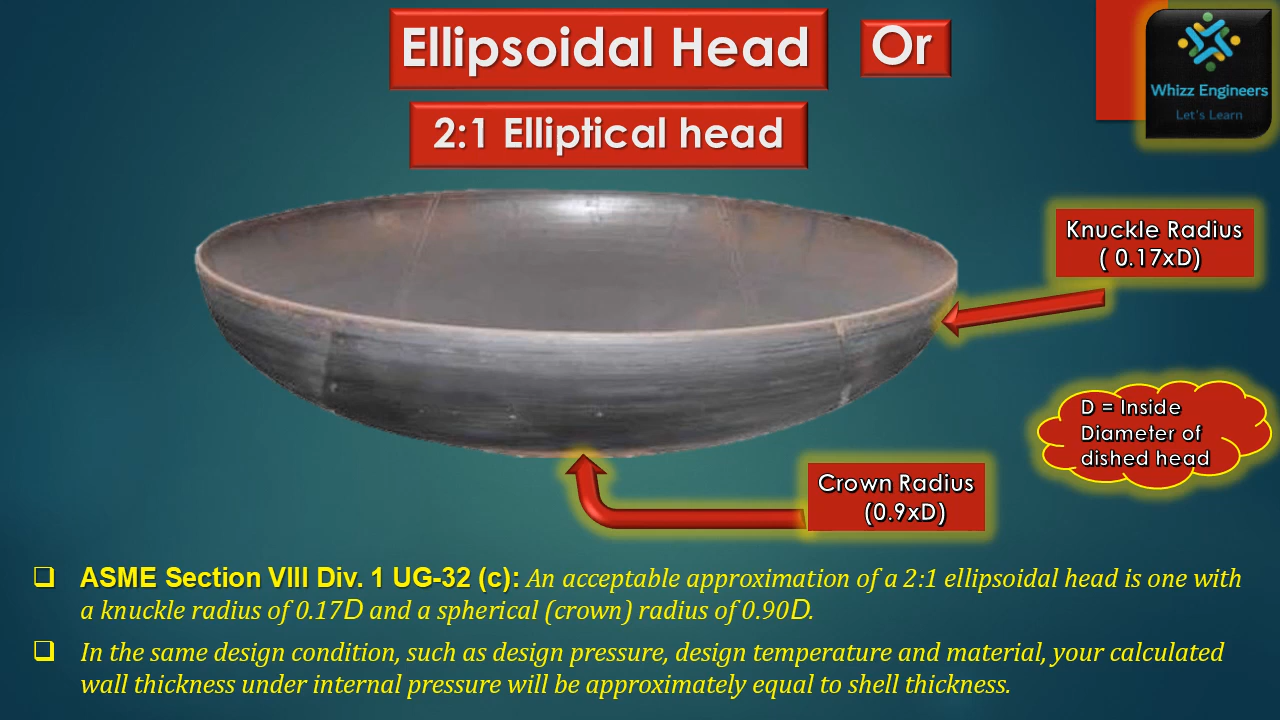 Ellipsoidal Head Or
2:1 Elliptical head
Whizz Engineers
Let's Learn
Knuckle Radius
( 0.17xD)
D = Inside
Diameter of
dished head
Crown Radius
(0.9xD)
❑ ASME Section VIII Div. 1 UG-32 (c): An acceptable approximation of a 2:1 ellipsoidal head is one with
a knuckle radius of 0.17D and a spherical (crown) radius of 0.90D.
❑ In the same design condition, such as design pressure, design temperature and material, your calculated
wall thickness under internal pressure will be approximately equal to shell thickness.